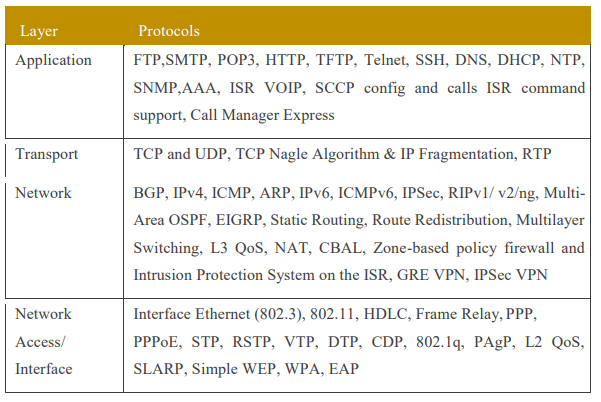 Layer Protocols
Application FTP,SMTP, POP3, HTTP, TFTP, Telnet, SSH, DNS, DHCP, NTP,
SNMP,AAA, ISR VOIP, SCCP config and calls ISR command
support, Call Manager Express
Transport TCP and UDP, TCP Nagle Algorithm & IP Fragmentation, RTP
Network BGP, IPv4, ICMP, ARP, IPv6, ICMPv6, IPSec, RIPv1/ v2/ng, Multi-
Area OSPF, EIGRP, Static Routing, Route Redistribution, Multilayer
Switching, L3 QoS, NAT, CBAL, Zone-based policy firewall and
Intrusion Protection System on the ISR, GRE VPN, IPSec VPN
Network Interface Ethernet (802.3), 802.11, HDLC, Frame Relay, PPP,
Access/ PPPoE, STP, RSTP, VTP, DTP, CDP, 802.1q, PAgP, L2 QoS,
Interface SLARP, Simple WEP, WPA, EAP